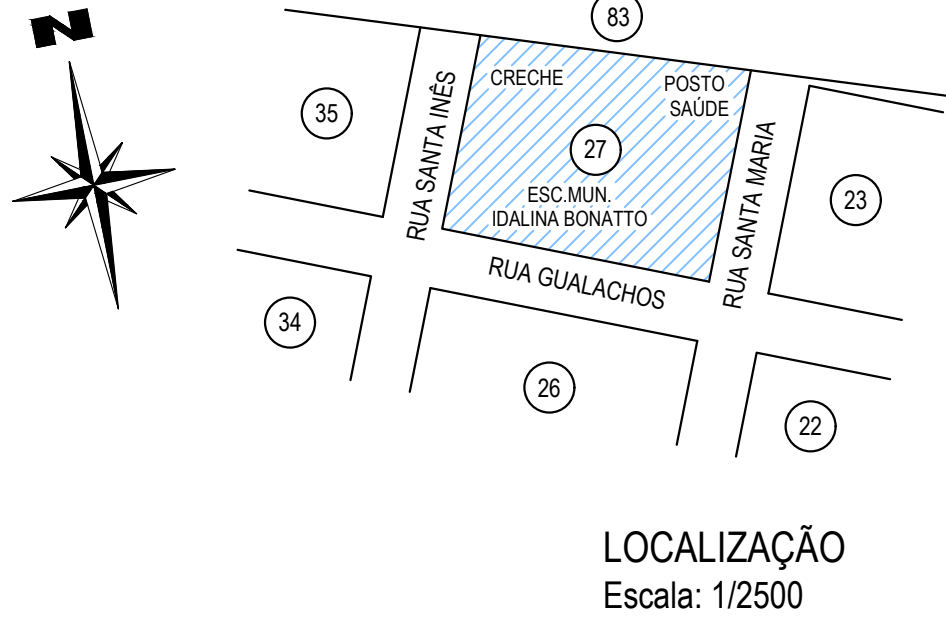 83
N
CRECHE
POSTO
SAÚDE
35
RUA SANTA INÊS
27
RUA SANTA MARIA
ESC.MUN.
IDALINA BONATTO
23
RUA GUALACHOS
34
26
22
LOCALIZAÇÃO
Escala: 1/2500